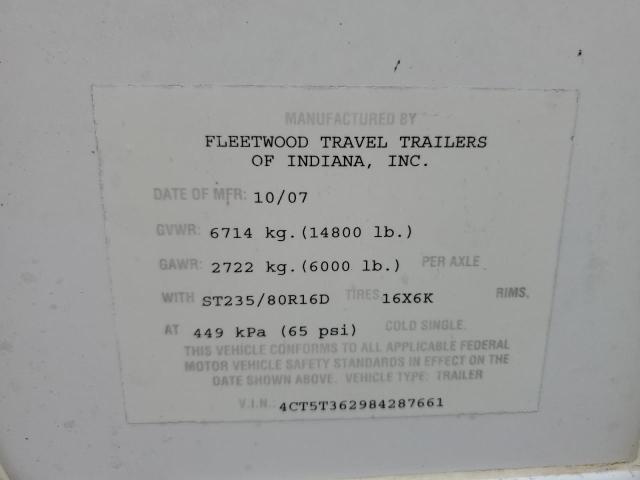 MANUFACTURED BY
FLEETWOOD TRAVEL TRAILERS
OF INDIANA, INC.
DATE OF MFR: 10/07
GVWR: 6714 kg.(14800 lb.)
GAWR: 2722 kg.(6000 lb.) PER AXLE
WITH ST235/80R16D TIRES 16X6K RIMS,
AT 449 kPa (65 psi) COLD SINGLE.
THIS VEHICLE CONFORMS TO ALL APPLICABLE FEDERAL
MOTOR VEHICLE SAFETY STANDARDS IN EFFECT ON THE
DATE SHOWN ABOVE. VEHICLE TYPE: TRAILER
V.I.N.: 4CT5T362984287661